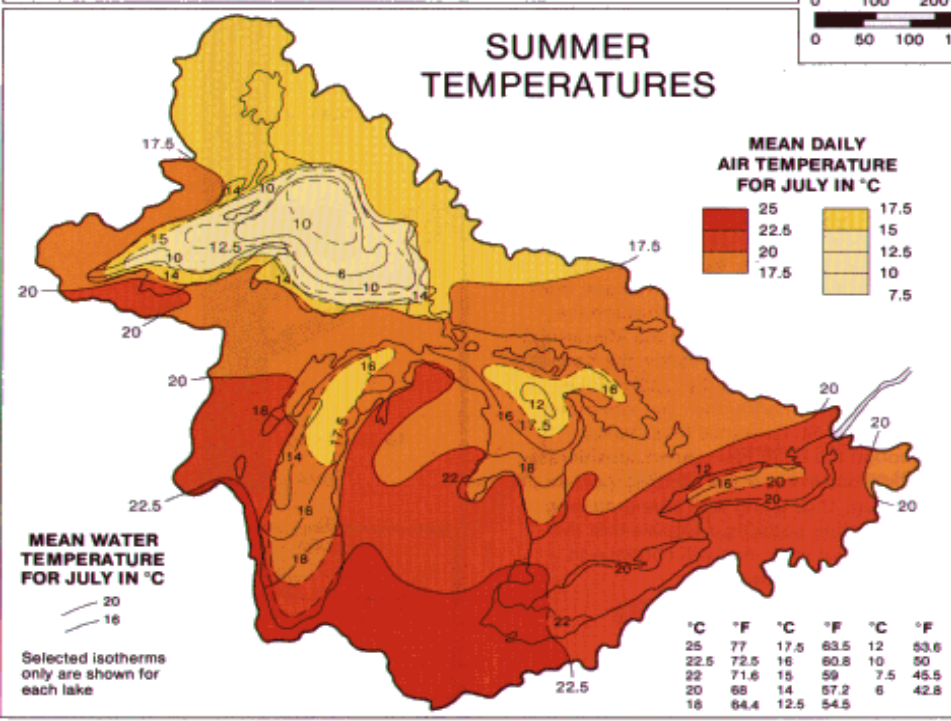 0 100 200
0 50 100
SUMMER
TEMPERATURES
MEAN DAILY
AIR TEMPERATURE
FOR JULY IN °C
25
22.5
20
17.5
17.5
15
12.5
10
7.5
17.5
14
10
10
15
12.5
10
14
6
14
10
14
17.5
20
20
20
16
18
17.5
14
16
18
22.5
12
16
16
17.5
18
22
20
20
12
16
20
20
20
20
22
22.5
MEAN WATER
TEMPERATURE
FOR JULY IN °C
20
16
Selected isotherms
only are shown for
each lake
°C °F °C °F °C °F
25 77 17.5 63.5 12 53.6
22.5 72.5 16 60.8 10 50
22 71.6 15 59 7.5 45.5
20 68 14 57.2 6 42.8
18 64.4 12.5 54.5